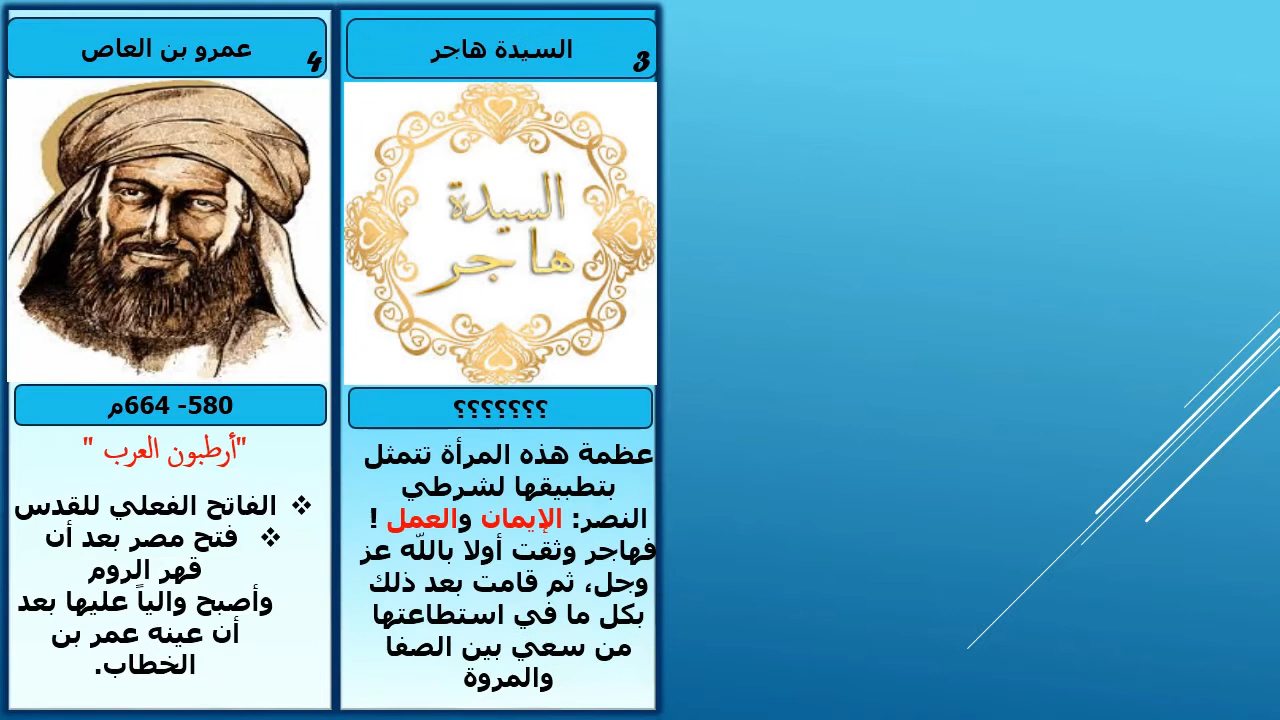 السيدة هاجر
3
السيدة
هاجر
؟؟؟؟؟؟؟
عظمة هذه المرأة تتمثل
بتطبيقها لشرطي
النصر: الإيمان والعمل !
فهاجر وثقت أولا بالله عز
وجل، ثم قامت بعد ذلك
بكل ما في استطاعتها
من سعي بين الصفا
والمروة
عمرو بن العاص
4
580- 664م
"أرطبون العرب "
❖ الفاتح الفعلي للقدس
❖ فتح مصر بعد أن
قهر الروم
وأصبح والياً عليها بعد
أن عينه عمر بن
الخطاب.